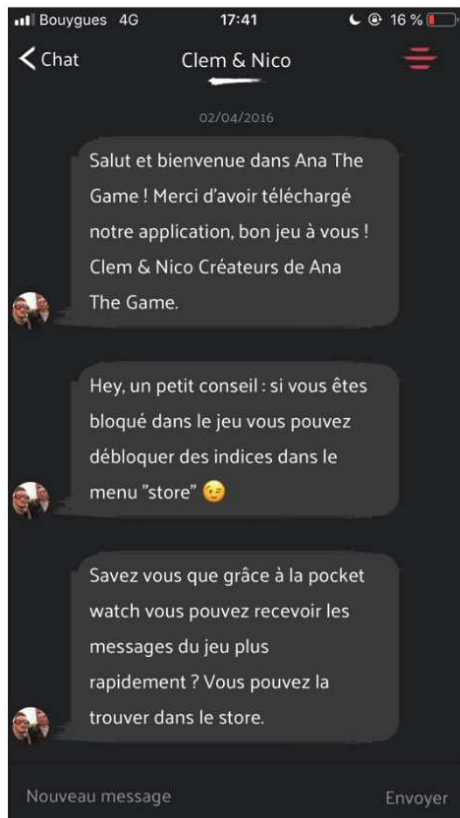 Bouygues 4G 17:41 16 %
Chat Clem & Nico
02/04/2016
Salut et bienvenue dans Ana The
Game ! Merci d'avoir téléchargé
notre application, bon jeu à vous !
Clem & Nico Créateurs de Ana
The Game.
Hey, un petit conseil : si vous êtes
bloqué dans le jeu vous pouvez
débloquer des indices dans le
menu "store" 😉
Savez vous que grâce à la pocket
watch vous pouvez recevoir les
messages du jeu plus
rapidement ? Vous pouvez la
trouver dans le store.
Nouveau message Envoyer